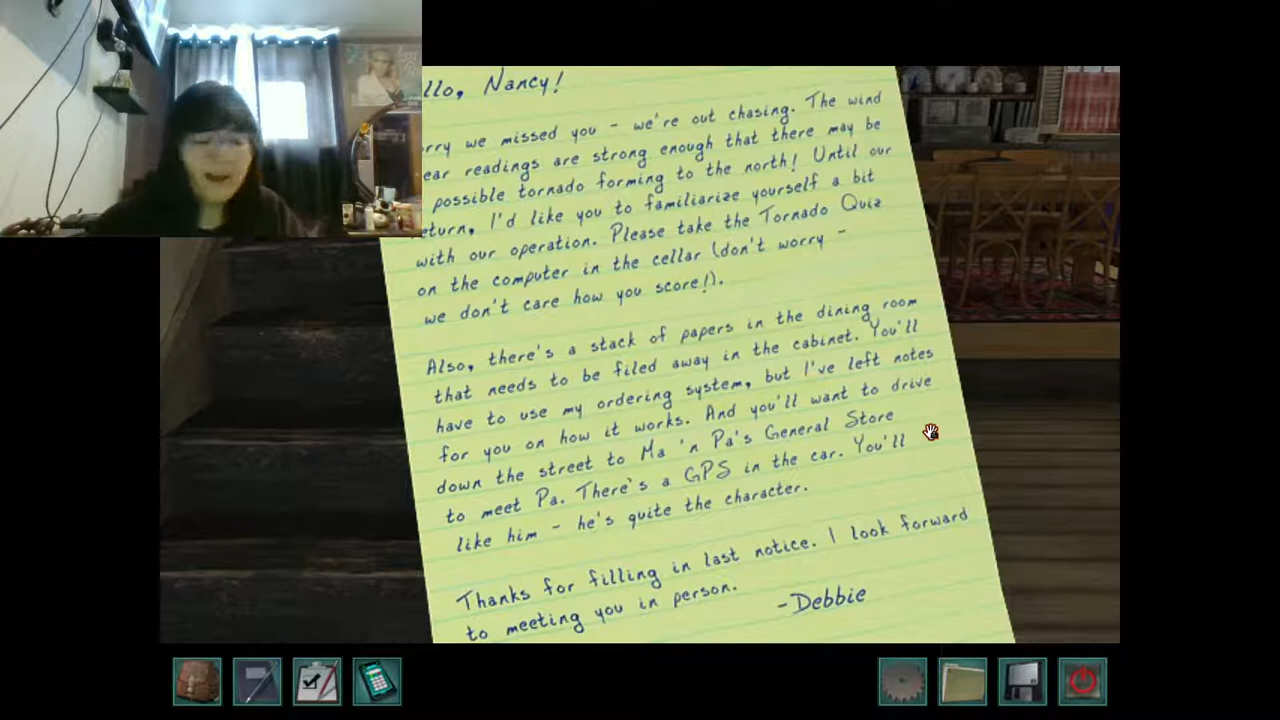 llo, Nancy!
rry we missed you - we're out chasing. The wind
ear readings are strong enough that there may be
possible tornado forming to the north! Until our
eturn, I'd like you to familiarize yourself a bit
with our operation. Please take the Tornado Quiz
on the computer in the cellar (don't worry -
we don't care how you score!).
Also, there's a stack of papers in the dining room
that needs to be filed away in the cabinet. You'll
have to use my ordering system, but I've left notes
for you on how it works. And you'll want to drive
down the street to Ma 'n Pa's General Store
to meet Pa. There's a GPS in the car. You'll
like him - he's quite the character.
Thanks for filling in last notice. I look forward
to meeting you in person.
-Debbie